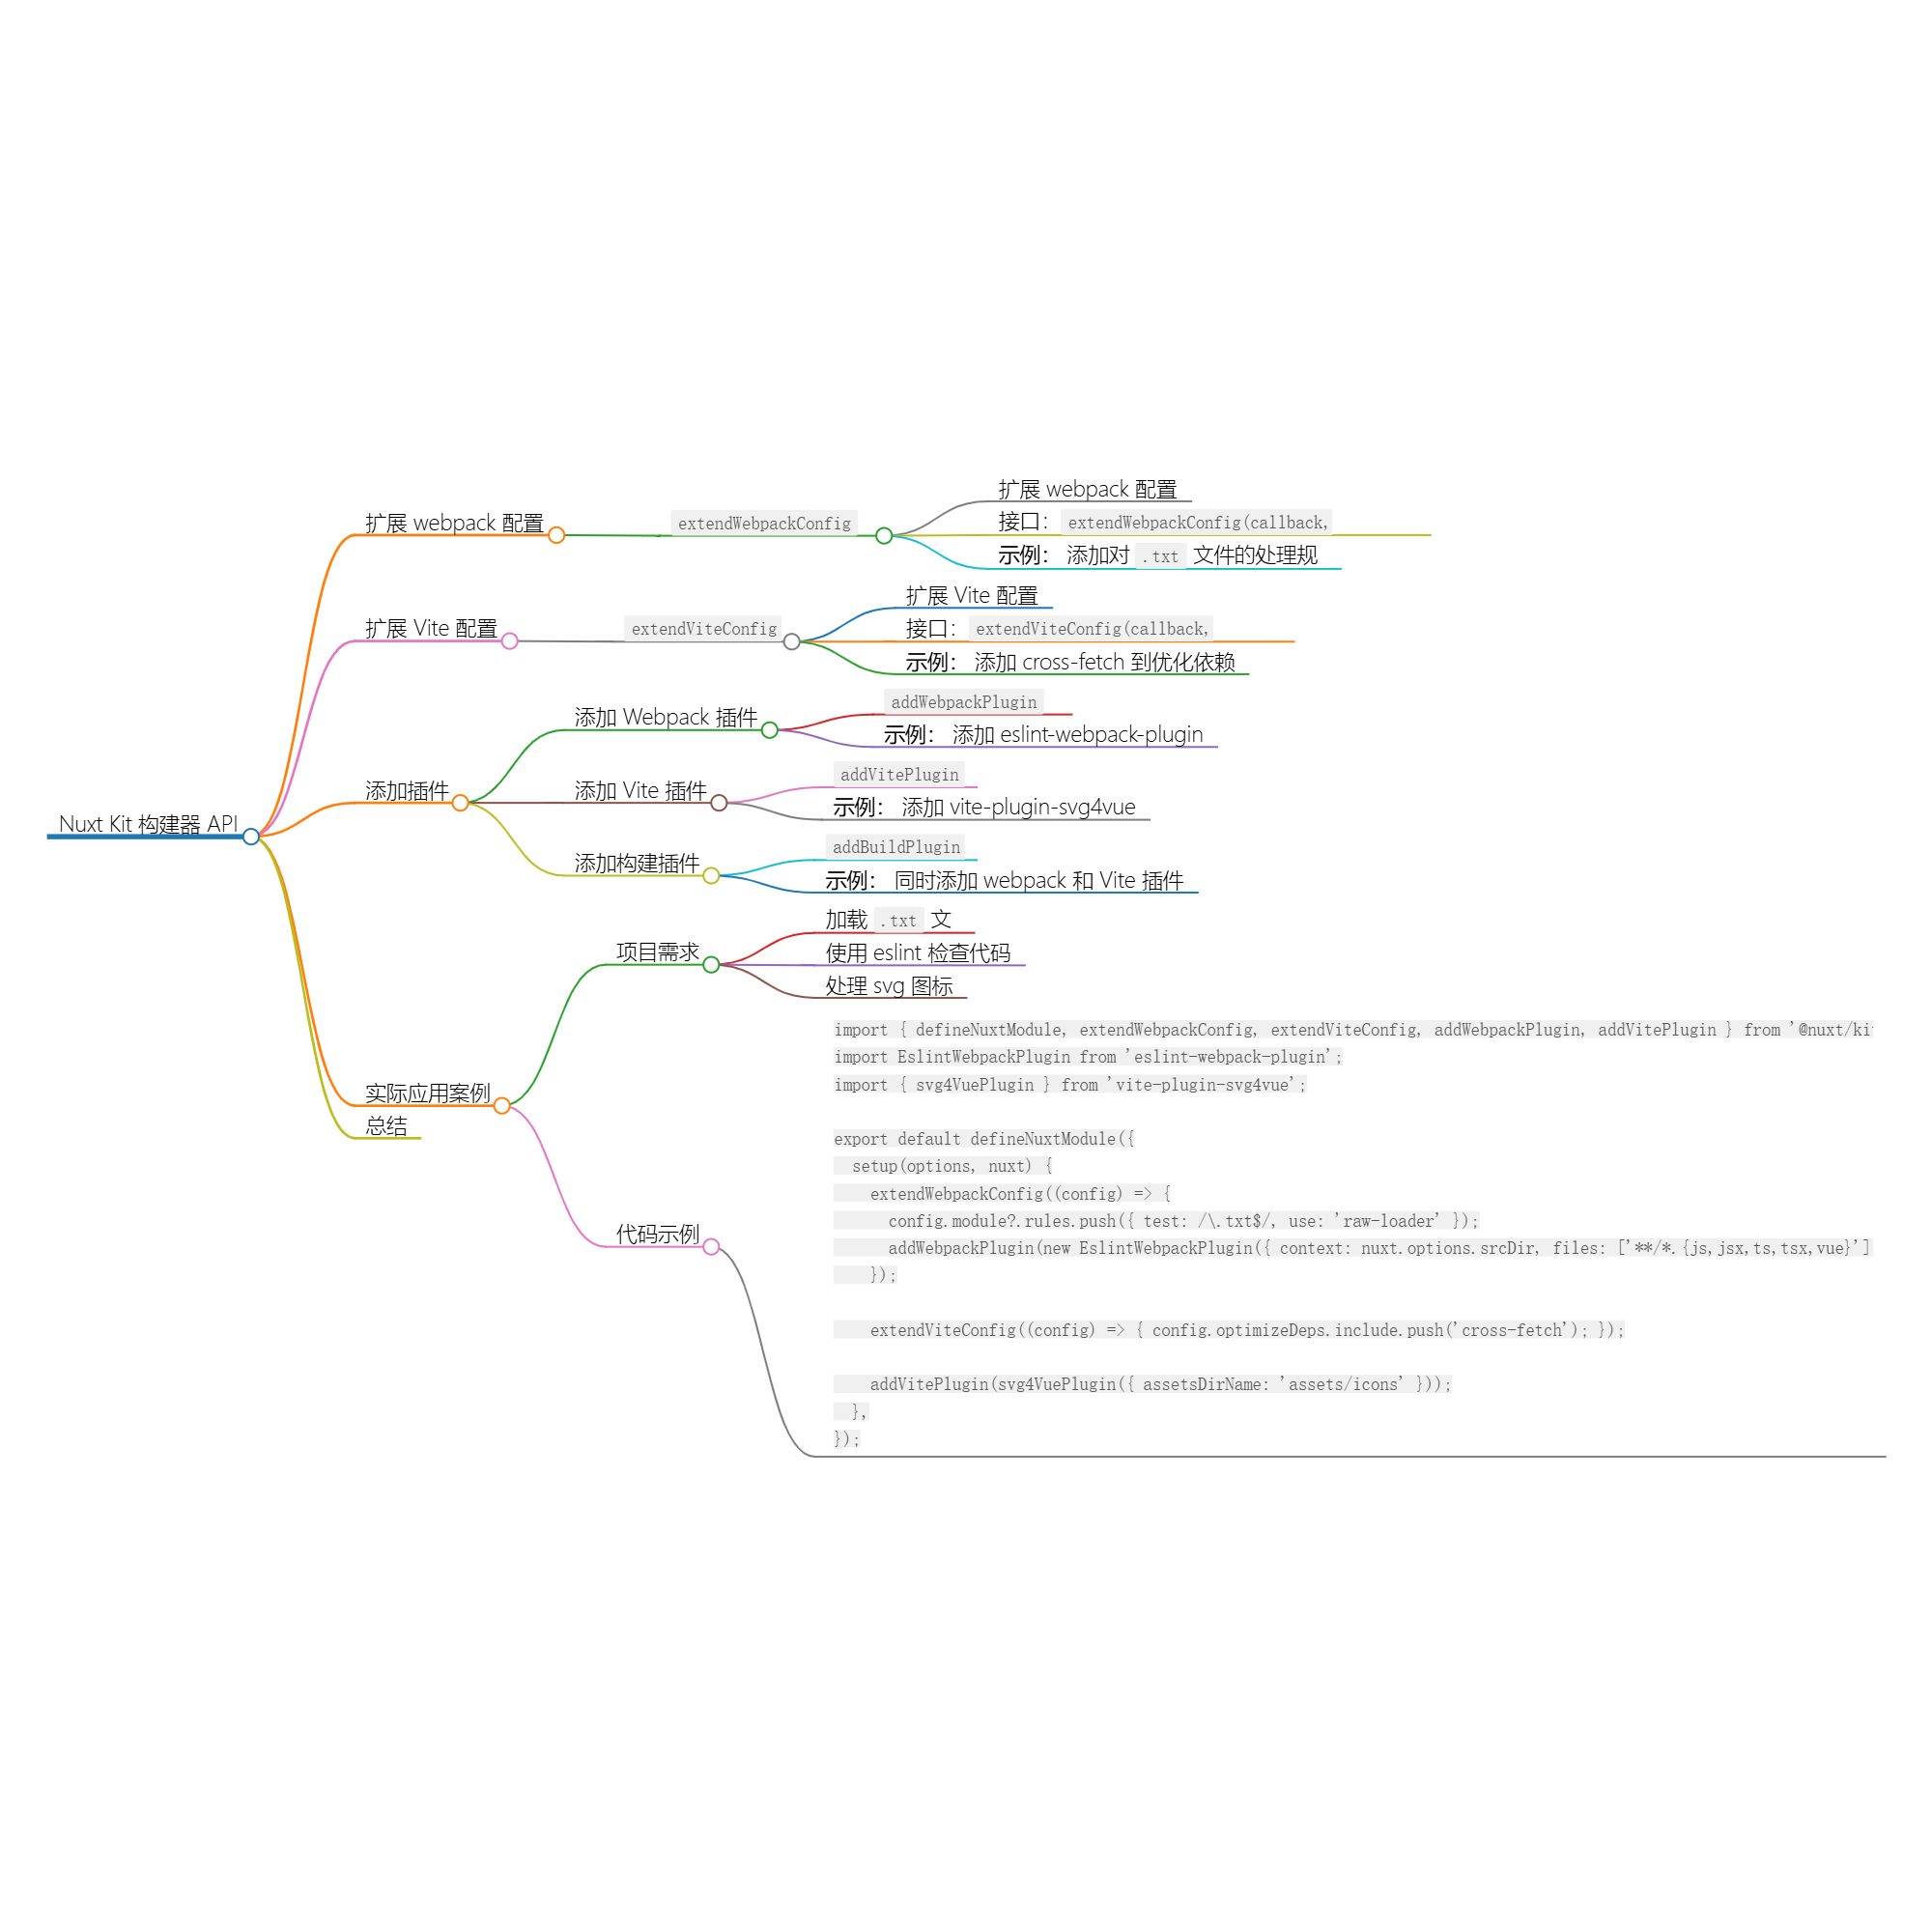 Nuxt Kit 构建器 API
扩展 webpack 配置
extendWebpackConfig
扩展 webpack 配置
接口： extendWebpackConfig(callback,
示例： 添加对 .txt 文件的处理规
扩展 Vite 配置
extendViteConfig
扩展 Vite 配置
接口： extendViteConfig(callback,
示例： 添加 cross-fetch 到优化依赖
添加插件
添加 Webpack 插件
addWebpackPlugin
示例： 添加 eslint-webpack-plugin
添加 Vite 插件
addVitePlugin
示例： 添加 vite-plugin-svg4vue
添加构建插件
addBuildPlugin
示例： 同时添加 webpack 和 Vite 插件
实际应用案例
项目需求
加载 .txt 文
使用 eslint 检查代码
处理 svg 图标
代码示例
import { defineNuxtModule, extendWebpackConfig, extendViteConfig, addWebpackPlugin, addVitePlugin } from '@nuxt/ki
import EslintWebpackPlugin from 'eslint-webpack-plugin';
import { svg4VuePlugin } from 'vite-plugin-svg4vue';
export default defineNuxtModule({
  setup(options, nuxt) {
    extendWebpackConfig((config) => {
      config.module?.rules.push({ test: /\.txt$/, use: 'raw-loader' });
      addWebpackPlugin(new EslintWebpackPlugin({ context: nuxt.options.srcDir, files: ['**/*.{js,jsx,ts,tsx,vue}']
    });
    extendViteConfig((config) => { config.optimizeDeps.include.push('cross-fetch'); });
    addVitePlugin(svg4VuePlugin({ assetsDirName: 'assets/icons' }));
  },
});
总结